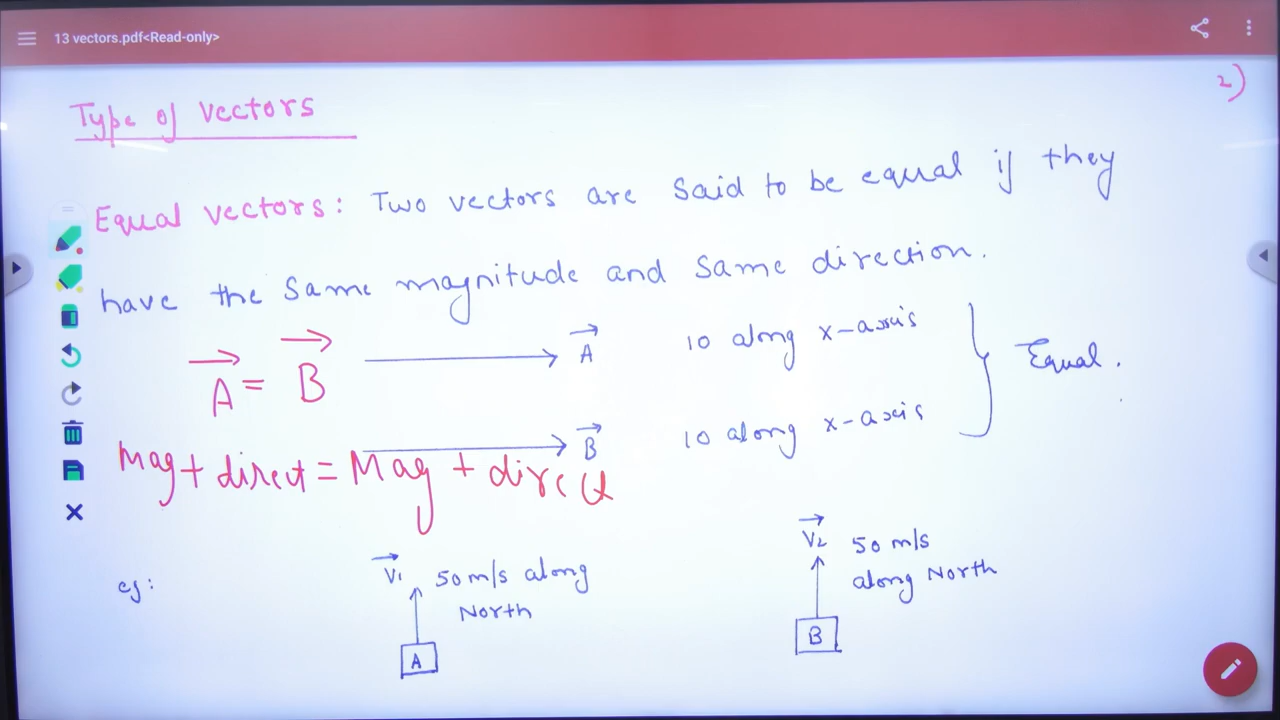 13 vectors.pdf<Read-only>
2)
Type of vectors
Equal vectors: Two vectors are said to be equal if they
have the same magnitude and same direction.
A = B
A 10 along x-axis
Equal.
B 10 along x-axis
Mag + direct = Mag + direct
eg:
V1 50 m/s along
North
A
V2 50 m/s
along North
B